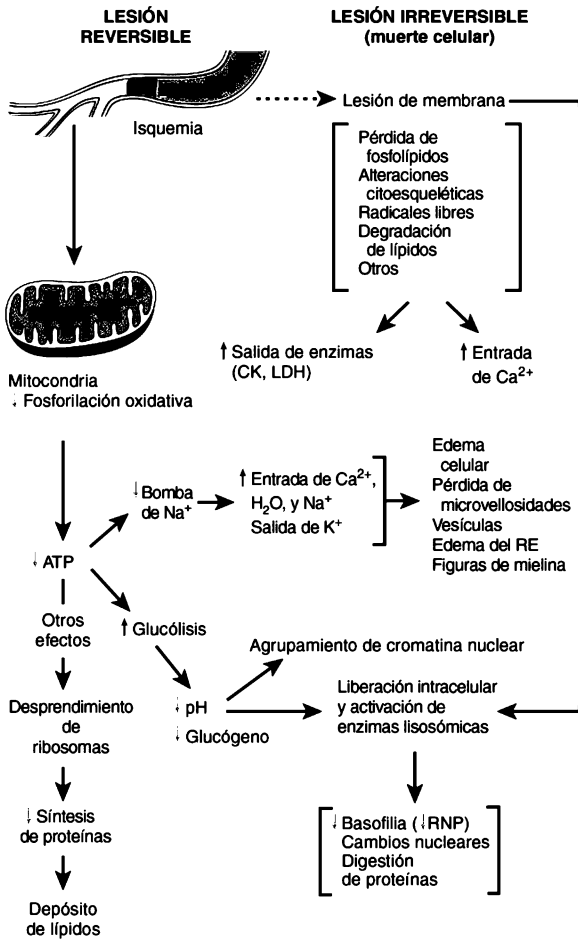 LESIÓN
REVERSIBLE
LESIÓN IRREVERSIBLE
(muerte celular)
Isquemia
Lesión de membrana
Pérdida de
fosfolípidos
Alteraciones
citoesqueléticas
Radicales libres
Degradación
de lípidos
Otros
↑ Salida de enzimas
(CK, LDH)
↑ Entrada
de Ca²⁺
Mitocondria
↓ Fosforilación oxidativa
↓ Bomba
de Na⁺
↑ Entrada de Ca²⁺,
H₂O, y Na⁺
Salida de K⁺
Edema
celular
Pérdida de
microvellosidades
Vesículas
Edema del RE
Figuras de mielina
↓ ATP
Otros
efectos
↑ Glucólisis
Agrupamiento de cromatina nuclear
↓ pH
↓ Glucógeno
Liberación intracelular
y activación de
enzimas lisosómicas
Desprendimiento
de
ribosomas
↓ Síntesis
de proteínas
↓ Basofilia (↓RNP)
Cambios nucleares
Digestión
de proteínas
Depósito
de lípidos